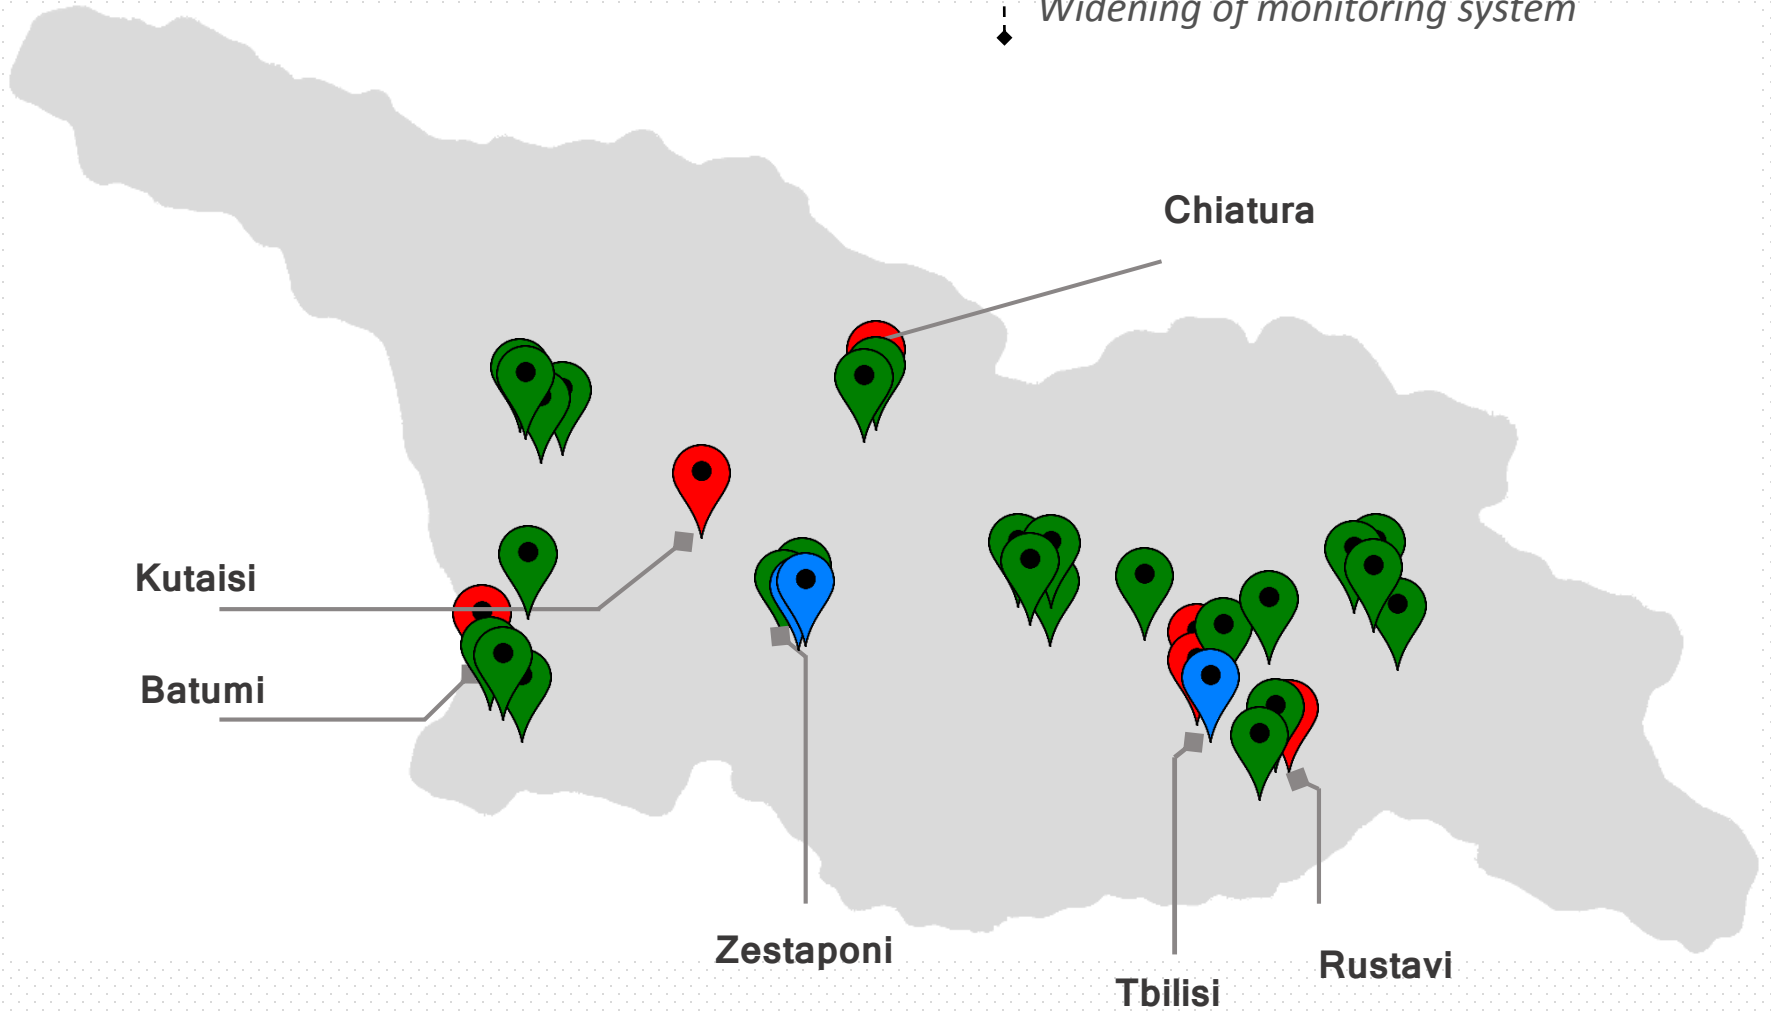 Widening of monitoring system
Chiatura
Kutaisi
Batumi
Zestaponi
Rustavi
Tbilisi